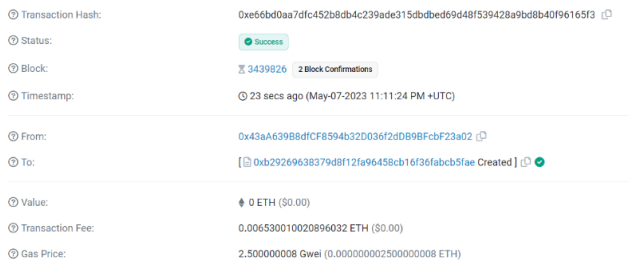 Transaction Hash: 0xe66bd0aa7dfc452b8db4c239ade315dbdbed69d48f539428a9bd8b40f96165f3
Status: Success
Block: 3439826 2 Block Confirmations
Timestamp: 23 secs ago (May-07-2023 11:11:24 PM +UTC)
From: 0x43aA639B8dfCF8594b32D036f2dDB9BFcbF23a02
To: [ 0xb29269638379d8f12fa96458cb16f36fabcb5fae Created ]
Value: 0 ETH ($0.00)
Transaction Fee: 0.006530010020896032 ETH ($0.00)
Gas Price: 2.500000008 Gwei (0.000000002500000008 ETH)